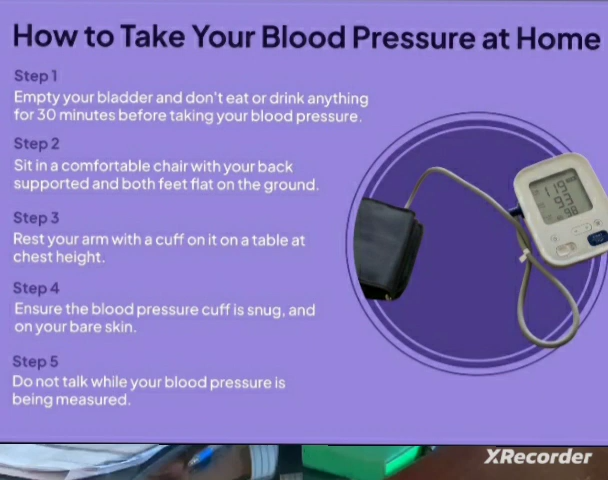 How to Take Your Blood Pressure at Home
Step 1
Empty your bladder and don't eat or drink anything
for 30 minutes before taking your blood pressure.
Step 2
Sit in a comfortable chair with your back
supported and both feet flat on the ground.
Step 3
Rest your arm with a cuff on it on a table at
chest height.
Step 4
Ensure the blood pressure cuff is snug, and
on your bare skin.
Step 5
Do not talk while your blood pressure is
being measured.
119
93
98
XRecorder